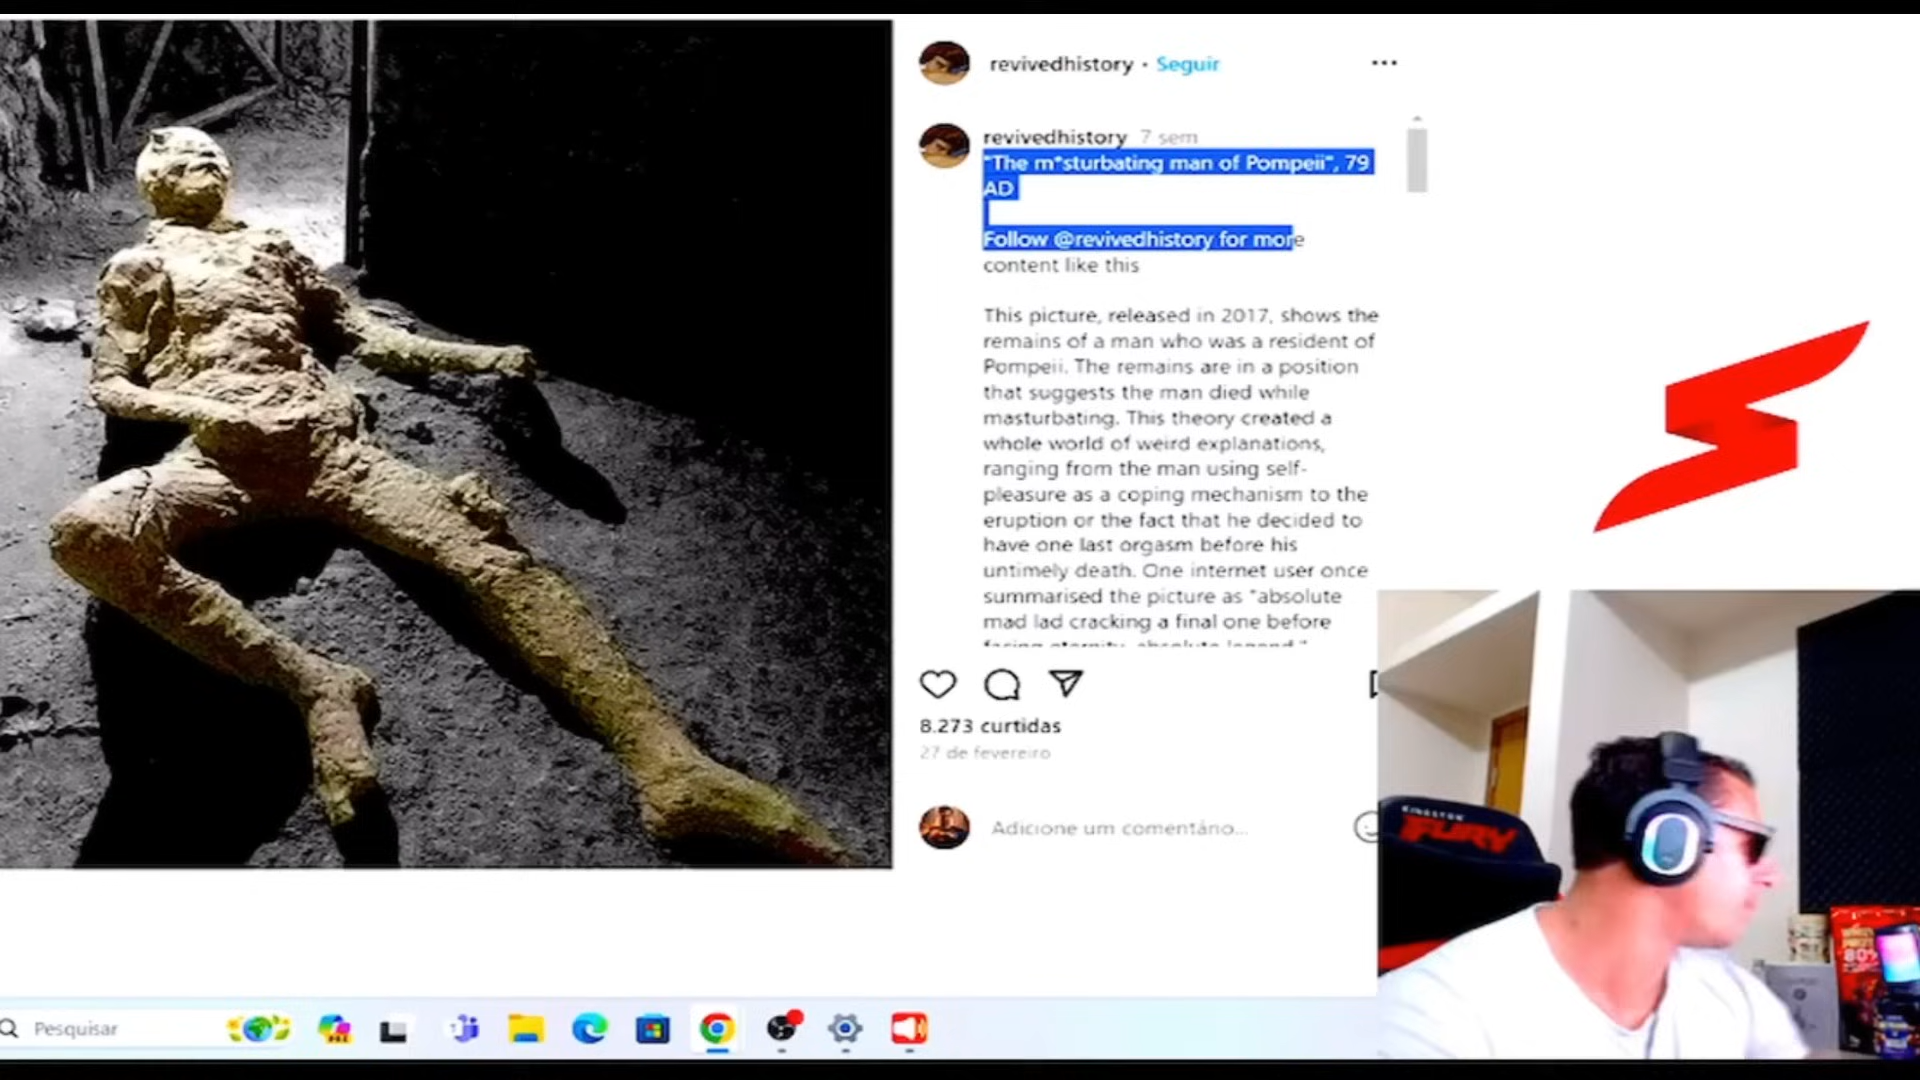 revivedhistory • Seguir
revivedhistory 7 sem
"The m*sturbating man of Pompeii", 79
AD
Follow @revivedhistory for more
content like this
This picture, released in 2017, shows the
remains of a man who was a resident of
Pompeii. The remains are in a position
that suggests the man died while
masturbating. This theory created a
whole world of weird explanations,
ranging from the man using self-
pleasure as a coping mechanism to the
eruption or the fact that he decided to
have one last orgasm before his
untimely death. One internet user once
summarised the picture as "absolute
mad lad cracking a final one before
8.273 curtidas
27 de fevereiro
Adicione um comentário...
FURY
Pesquisar